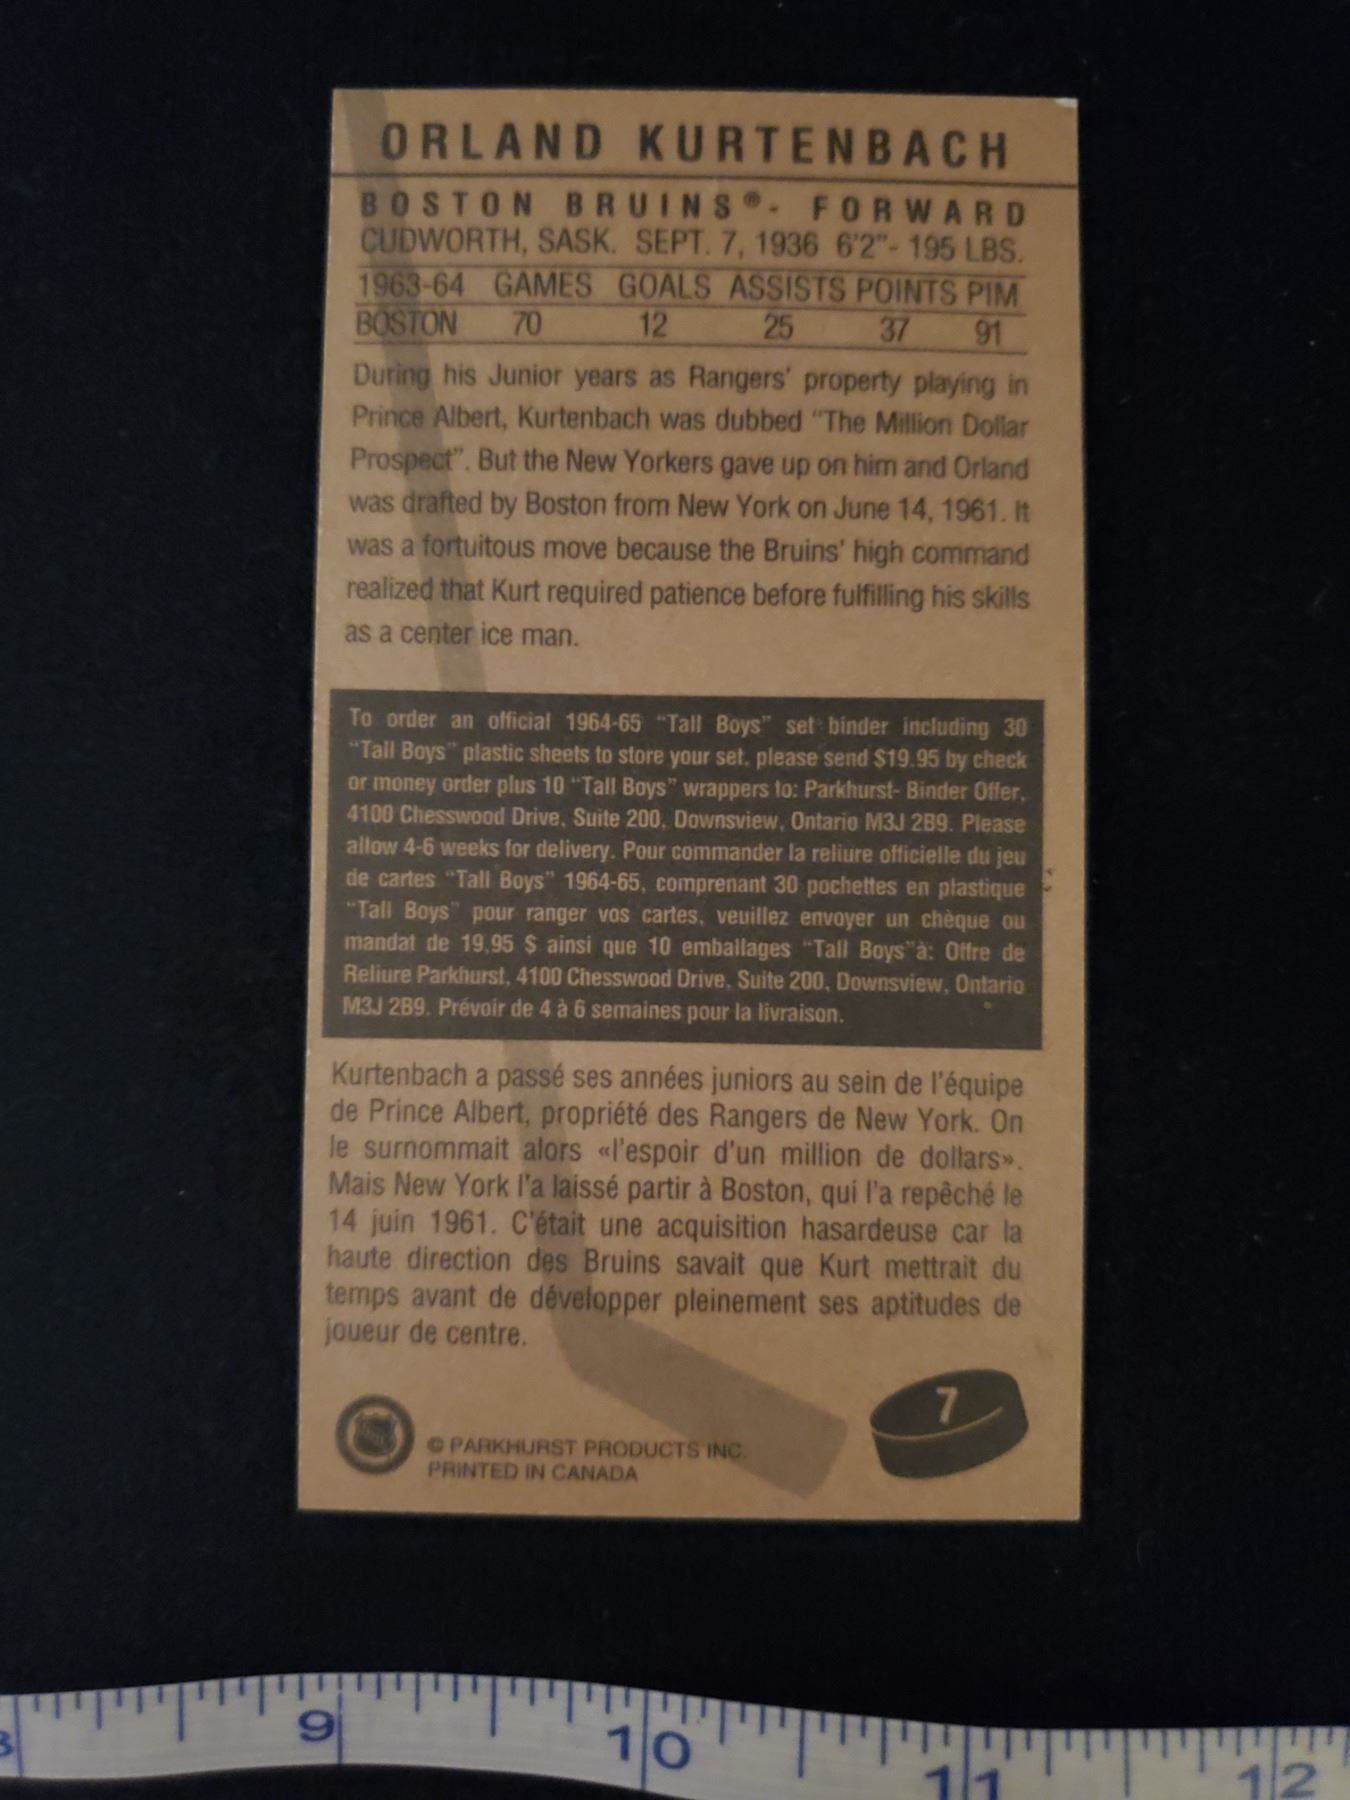 ORLAND KURTENBACH
BOSTON BRUINS®- FORWARD
CUDWORTH, SASK. SEPT. 7, 1936 6'2"- 195 LBS.
1963-64 GAMES GOALS ASSISTS POINTS PIM
BOSTON 70 12 25 37 91
During his Junior years as Rangers' property playing in
Prince Albert, Kurtenbach was dubbed "The Million Dollar
Prospect". But the New Yorkers gave up on him and Orland
was drafted by Boston from New York on June 14, 1961. It
was a fortuitous move because the Bruins' high command
realized that Kurt required patience before fulfilling his skills
as a center ice man.
To order an official 1964-65 "Tall Boys" set binder including 30
"Tall Boys" plastic sheets to store your set, please send $19.95 by check
or money order plus 10 "Tall Boys" wrappers to: Parkhurst- Binder Offer,
4100 Chesswood Drive, Suite 200, Downsview, Ontario M3J 2B9. Please
allow 4-6 weeks for delivery. Pour commander la reliure officielle du jeu
de cartes "Tall Boys" 1964-65, comprenant 30 pochettes en plastique
"Tall Boys" pour ranger vos cartes, veuillez envoyer un chèque ou
mandat de 19,95 $ ainsi que 10 emballages "Tall Boys"à: Offre de
Reliure Parkhurst, 4100 Chesswood Drive, Suite 200, Downsview, Ontario
M3J 2B9. Prévoir de 4 à 6 semaines pour la livraison.
Kurtenbach a passé ses années juniors au sein de l'équipe
de Prince Albert, propriété des Rangers de New York. On
le surnommait alors «l'espoir d'un million de dollars».
Mais New York l'a laissé partir à Boston, qui l'a repêché le
14 juin 1961. C'était une acquisition hasardeuse car la
haute direction des Bruins savait que Kurt mettrait du
temps avant de développer pleinement ses aptitudes de
joueur de centre.
7
© PARKHURST PRODUCTS INC.
PRINTED IN CANADA
8 9 10 11 12